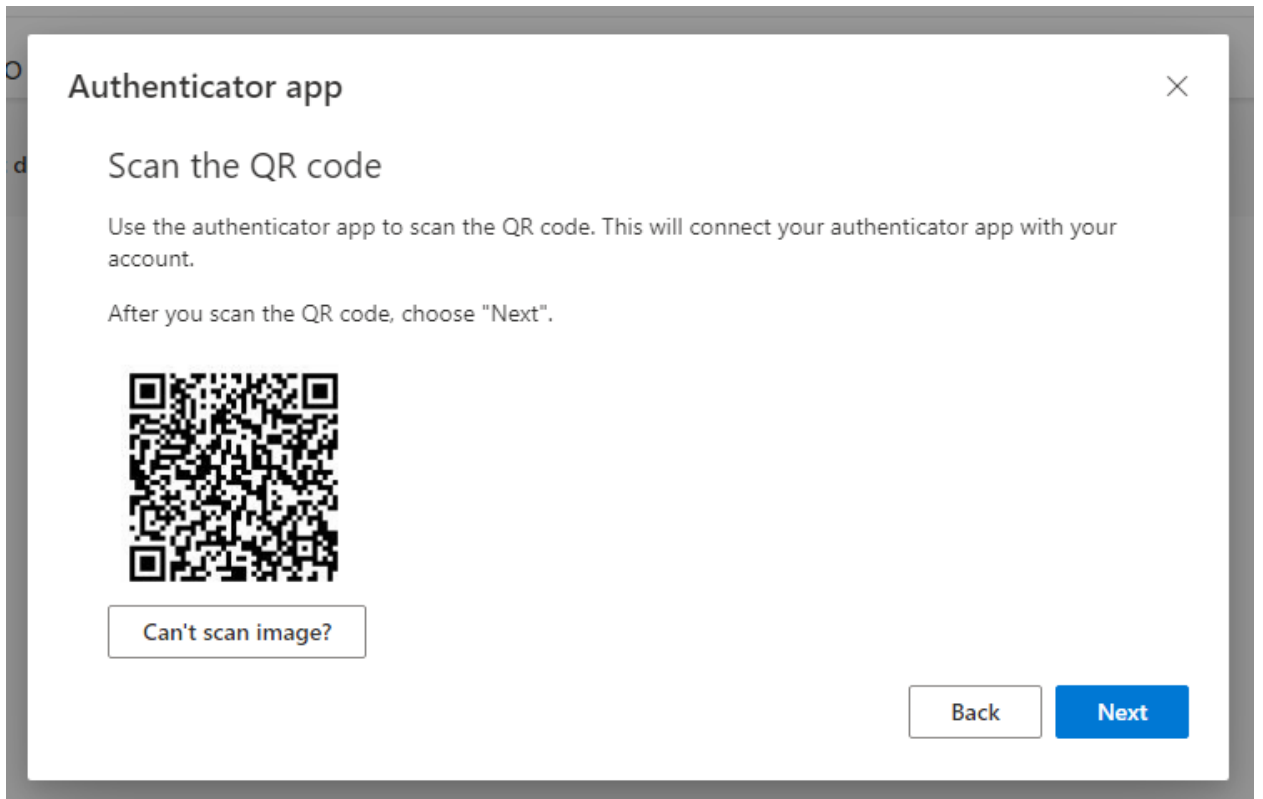 Authenticator app
Scan the QR code
Use the authenticator app to scan the QR code. This will connect your authenticator app with your
account.
After you scan the QR code, choose "Next".
Can't scan image?
Back
Next